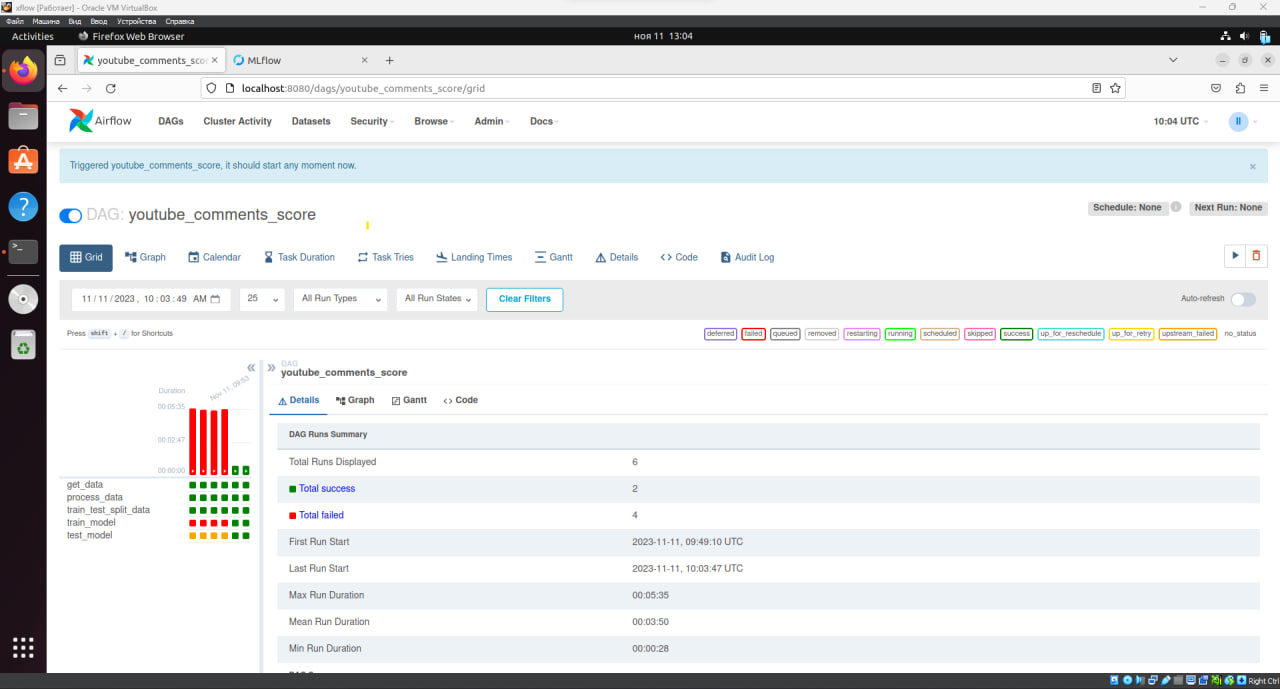 xflow [Работает] - Oracle VM VirtualBox
Файл Машина Вид Ввод Устройства Справка
Activities Firefox Web Browser ноя 11 13:04
youtube_comments_scor MLflow
localhost:8080/dags/youtube_comments_score/grid
Airflow DAGs Cluster Activity Datasets Security Browse Admin Docs 10:04 UTC II
Triggered youtube_comments_score, it should start any moment now. ×
DAG: youtube_comments_score Schedule: None Next Run: None
Grid Graph Calendar Task Duration Task Tries Landing Times Gantt Details <> Code Audit Log
11 / 11 / 2023 , 10 : 03 : 49 AM 25 All Run Types All Run States Clear Filters Auto-refresh
Press shift + / for Shortcuts deferred failed queued removed restarting running scheduled skipped success up_for_reschedule up_for_retry upstream_failed no_status
DAG
youtube_comments_score
Nov 11, 09:53
Duration
00:05:35
00:02:47
00:00:00
get_data
process_data
train_test_split_data
train_model
test_model
Details Graph Gantt <> Code
DAG Runs Summary
Total Runs Displayed 6
Total success 2
Total failed 4
First Run Start 2023-11-11, 09:49:10 UTC
Last Run Start 2023-11-11, 10:03:47 UTC
Max Run Duration 00:05:35
Mean Run Duration 00:03:50
Min Run Duration 00:00:28
Right Ctrl